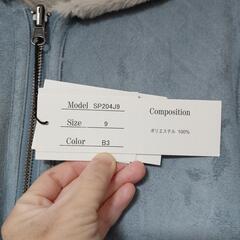 Model SP204J9
Size 9
Color B3
Composition
ポリエステル 100%